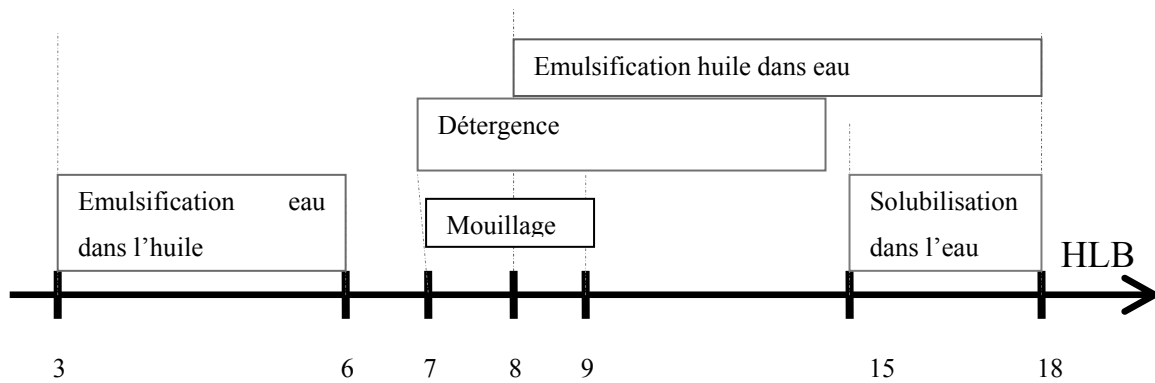 Emulsification huile dans eau
Détergence
Emulsification eau
dans l’huile
Mouillage
Solubilisation
dans l’eau
HLB
3 6 7 8 9 15 18